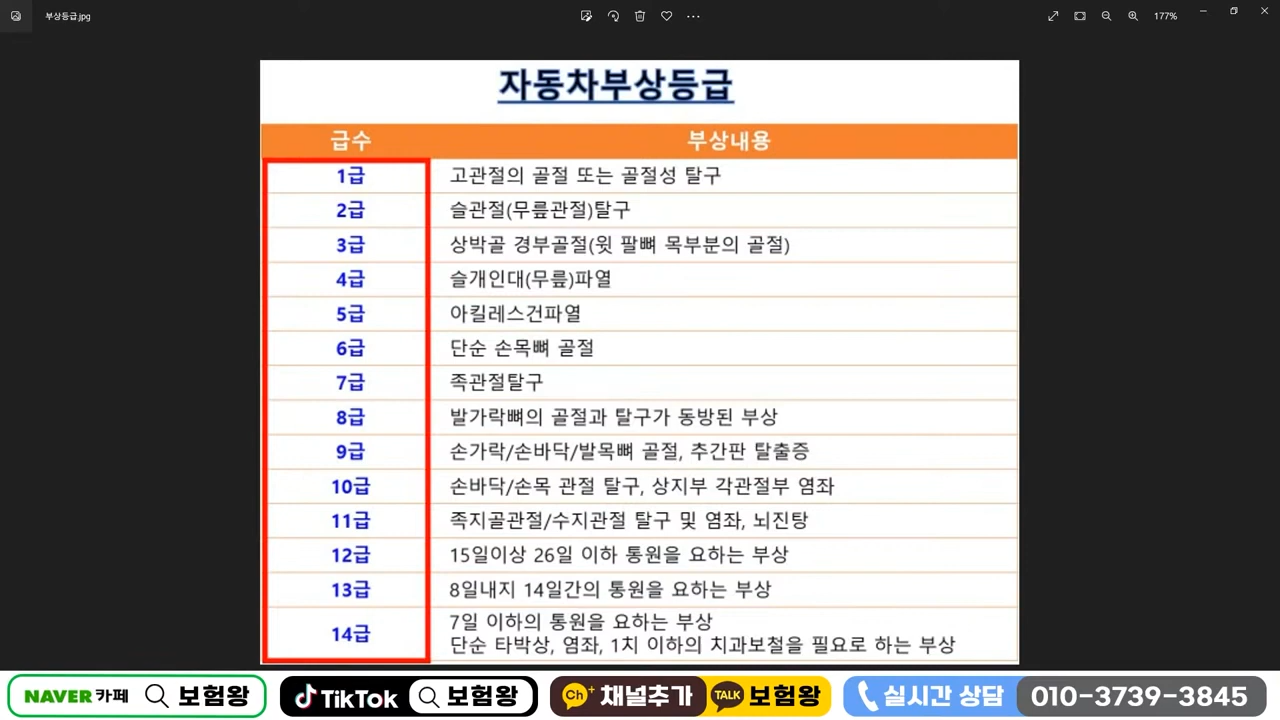 부상등급.jpg
177%
자동차부상등급
급수 부상내용
1급 고관절의 골절 또는 골절성 탈구
2급 슬관절(무릎관절)탈구
3급 상박골 경부골절(윗 팔뼈 목부분의 골절)
4급 슬개인대(무릎)파열
5급 아킬레스건파열
6급 단순 손목뼈 골절
7급 족관절탈구
8급 발가락뼈의 골절과 탈구가 동방된 부상
9급 손가락/손바닥/발목뼈 골절, 추간판 탈출증
10급 손바닥/손목 관절 탈구, 상지부 각관절부 염좌
11급 족지골관절/수지관절 탈구 및 염좌, 뇌진탕
12급 15일이상 26일 이하 통원을 요하는 부상
13급 8일내지 14일간의 통원을 요하는 부상
14급 7일 이하의 통원을 요하는 부상
단순 타박상, 염좌, 1치 이하의 치과보철을 필요로 하는 부상
NAVER 카페 보험왕 TikTok 보험왕 Ch+ 채널추가 TALK 보험왕 실시간 상담 010-3739-3845